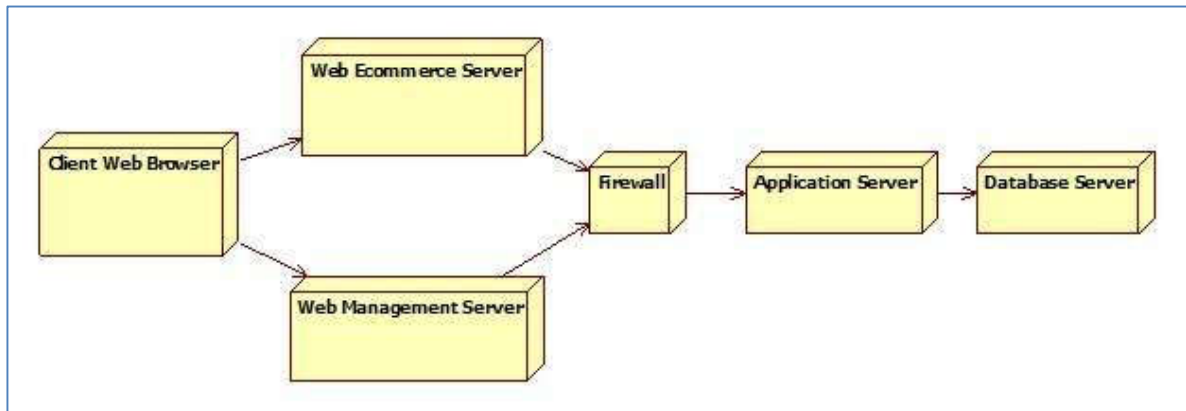 Web Ecommerce Server
Client Web Browser
Firewall
Application Server
Database Server
Web Management Server